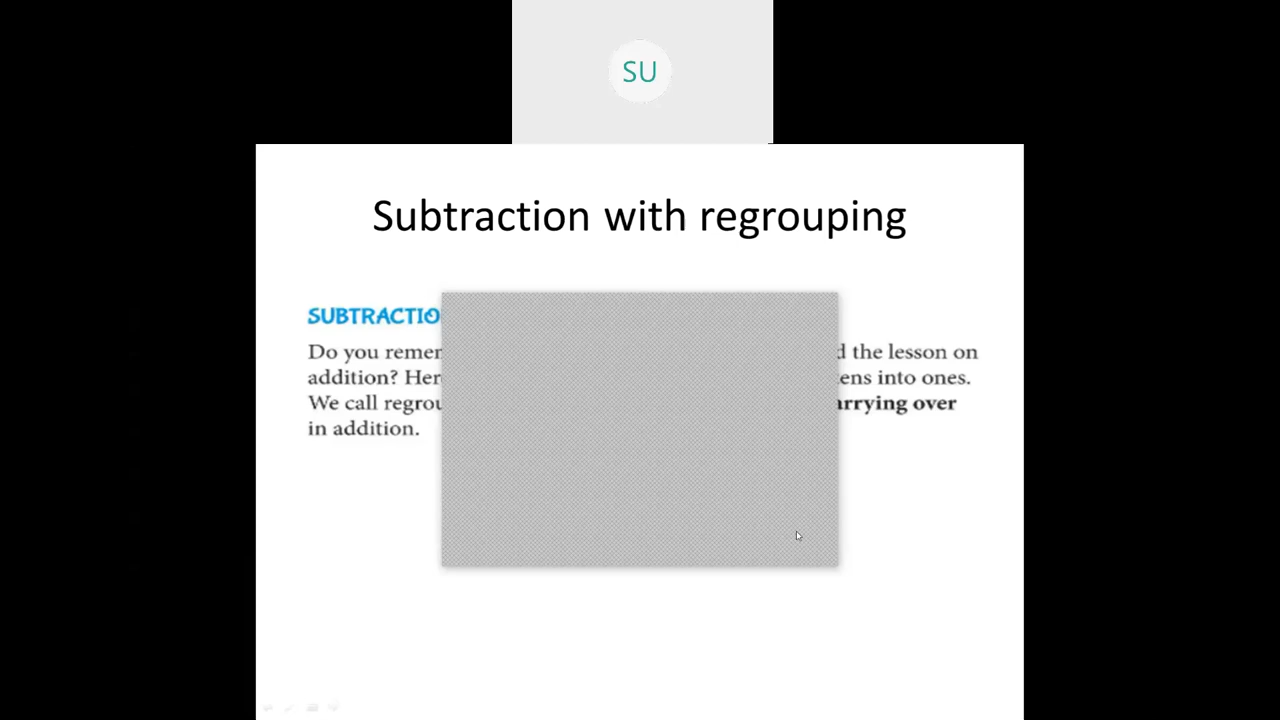 SU
Subtraction with regrouping
SUBTRACTIO
Do you remen the lesson on
addition? Her ens into ones.
We call regrou arrying over
in addition.